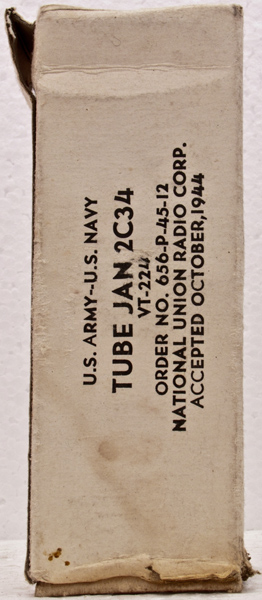 U.S. ARMY--U.S. NAVY
TUBE JAN 2C34
VT-224
ORDER NO. 656-P-45-12
NATIONAL UNION RADIO CORP.
ACCEPTED OCTOBER, 1944